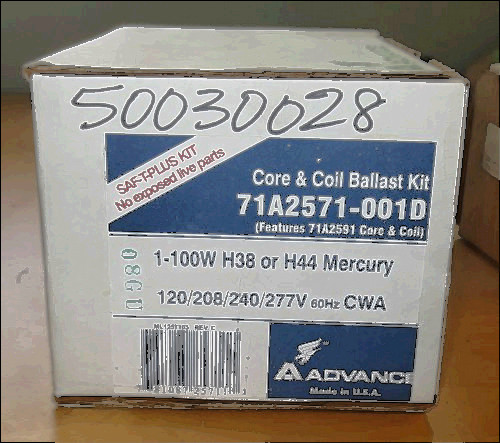 50030028
SAF-T-PLUS KIT
No exposed live parts
Core & Coil Ballast Kit
71A2571-001D
(Features 71A2591 Core & Coil)
08GU
1-100W H38 or H44 Mercury
120/208/240/277V 60Hz CWA
ADVANCE
Made in U.S.A.